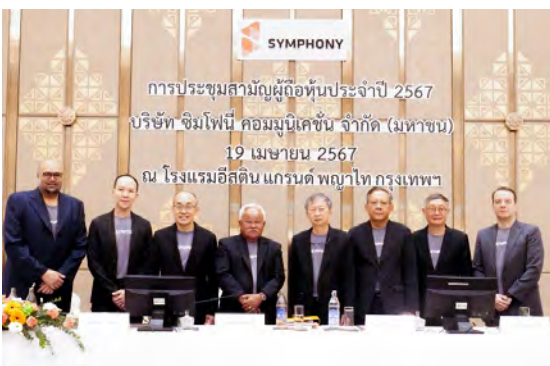 SYMPHONY
การประชุมสามัญผู้ถือหุ้นประจำปี 2567
บริษัท ซิมโฟนี่ คอมมูนิเคชั่น จำกัด (มหาชน)
19 เมษายน 2567
ณ โรงแรมอีสติน แกรนด์ พญาไท กรุงเทพฯ